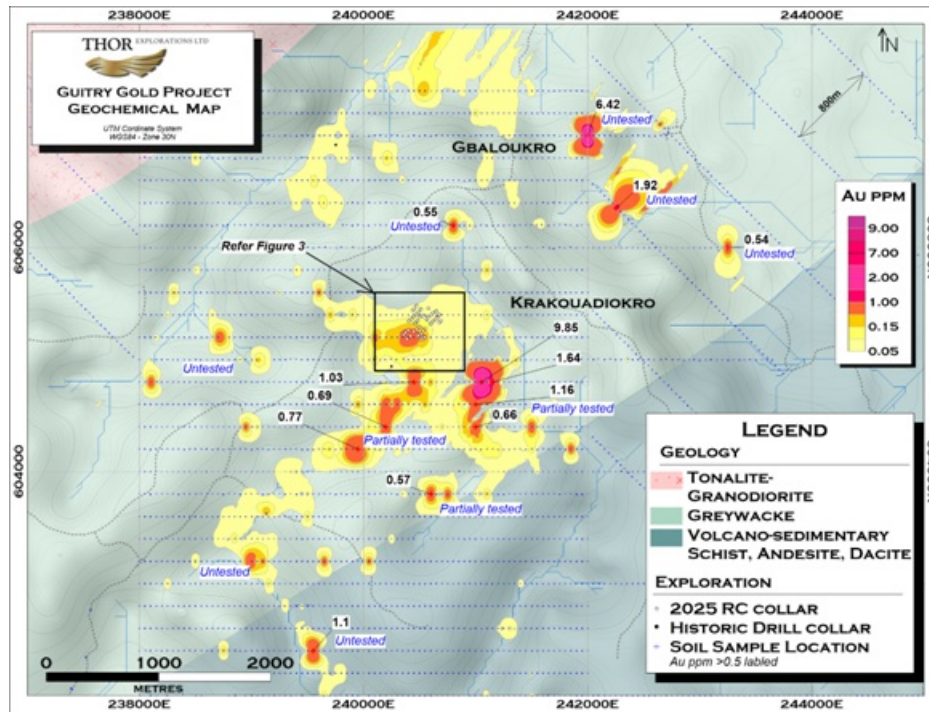 238000E 240000E 242000E 244000E
THOR EXPLORATIONS LTD
GUITRY GOLD PROJECT
GEOCHEMICAL MAP
UTM Cordinate System
WGS84 - Zone 30N
N
800m
6.42
Untested
GBALOUKRO
1.92
Untested
0.55
Untested
0.54
Untested
606000
Refer Figure 3
KRAKOUADIOKRO
9.85
1.64
1.03
1.16
0.69
0.66
Partially tested
0.77
Partially tested
Untested
604000
0.57
Partially tested
Untested
1.1
Untested
AU PPM
9.00
7.00
2.00
1.00
0.15
0.05
LEGEND
GEOLOGY
TONALITE-
GRANODIORITE
GREYWACKE
VOLCANO-SEDIMENTARY
SCHIST, ANDESITE, DACITE
EXPLORATION
2025 RC COLLAR
HISTORIC DRILL COLLAR
SOIL SAMPLE LOCATION
Au ppm >0.5 labled
0 1000 2000
METRES
238000E 240000E 242000E 244000E